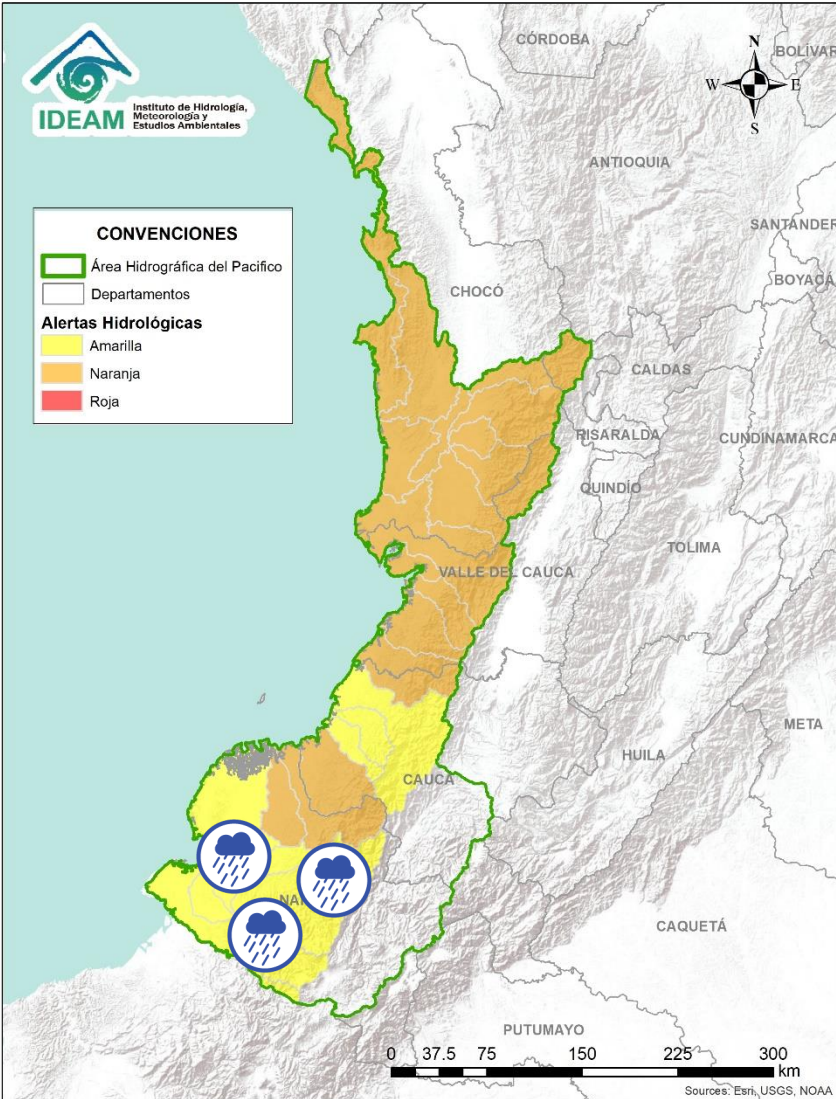 IDEAM
Instituto de Hidrología,
Meteorología y
Estudios Ambientales
CÓRDOBA
BOLÍVAR
N
W
E
S
ANTIOQUIA
SANTANDER
BOYACÁ
CONVENCIONES
Área Hidrográfica del Pacifico
Departamentos
Alertas Hidrológicas
Amarilla
Naranja
Roja
CHOCÓ
CALDAS
RISARALDA
CUNDINAMARCA
QUINDÍO
TOLIMA
VALLE DEL CAUCA
META
HUILA
CAUCA
NAR
CAQUETÁ
PUTUMAYO
0 37.5 75 150 225 300
km
Sources: Esri, USGS, NOAA